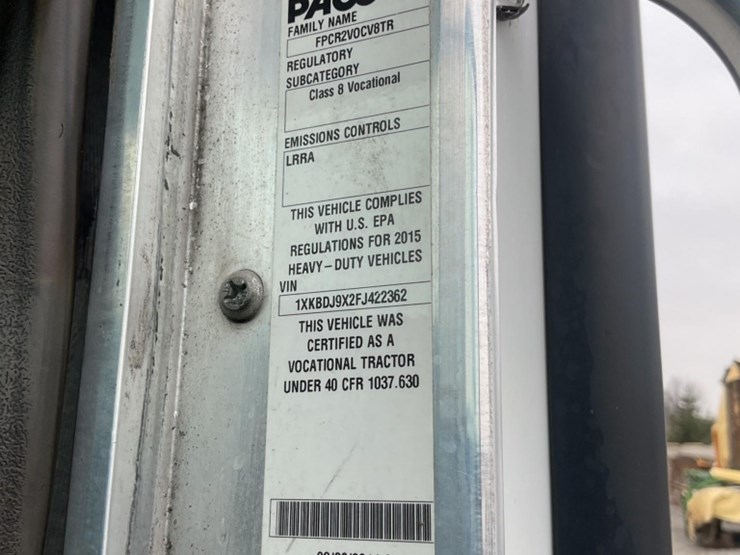 FAMILY NAME
FPCR2VOCV8TR
REGULATORY
SUBCATEGORY
Class 8 Vocational
EMISSIONS CONTROLS
LRRA
THIS VEHICLE COMPLIES
WITH U.S. EPA
REGULATIONS FOR 2015
HEAVY-DUTY VEHICLES
VIN
1XKBDJ9X2FJ422362
THIS VEHICLE WAS
CERTIFIED AS A
VOCATIONAL TRACTOR
UNDER 40 CFR 1037.630